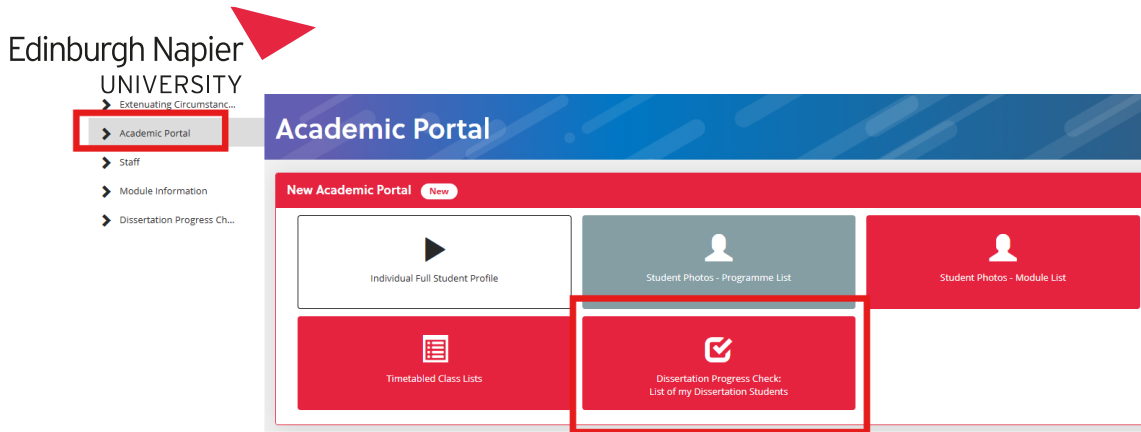 Edinburgh Napier
UNIVERSITY
Extenuating Circumstanc...
Academic Portal
Staff
Module Information
Dissertation Progress Ch...
Academic Portal
New Academic Portal New
Individual Full Student Profile
Student Photos - Programme List
Student Photos - Module List
Timetabled Class Lists
Dissertation Progress Check:
List of my Dissertation Students